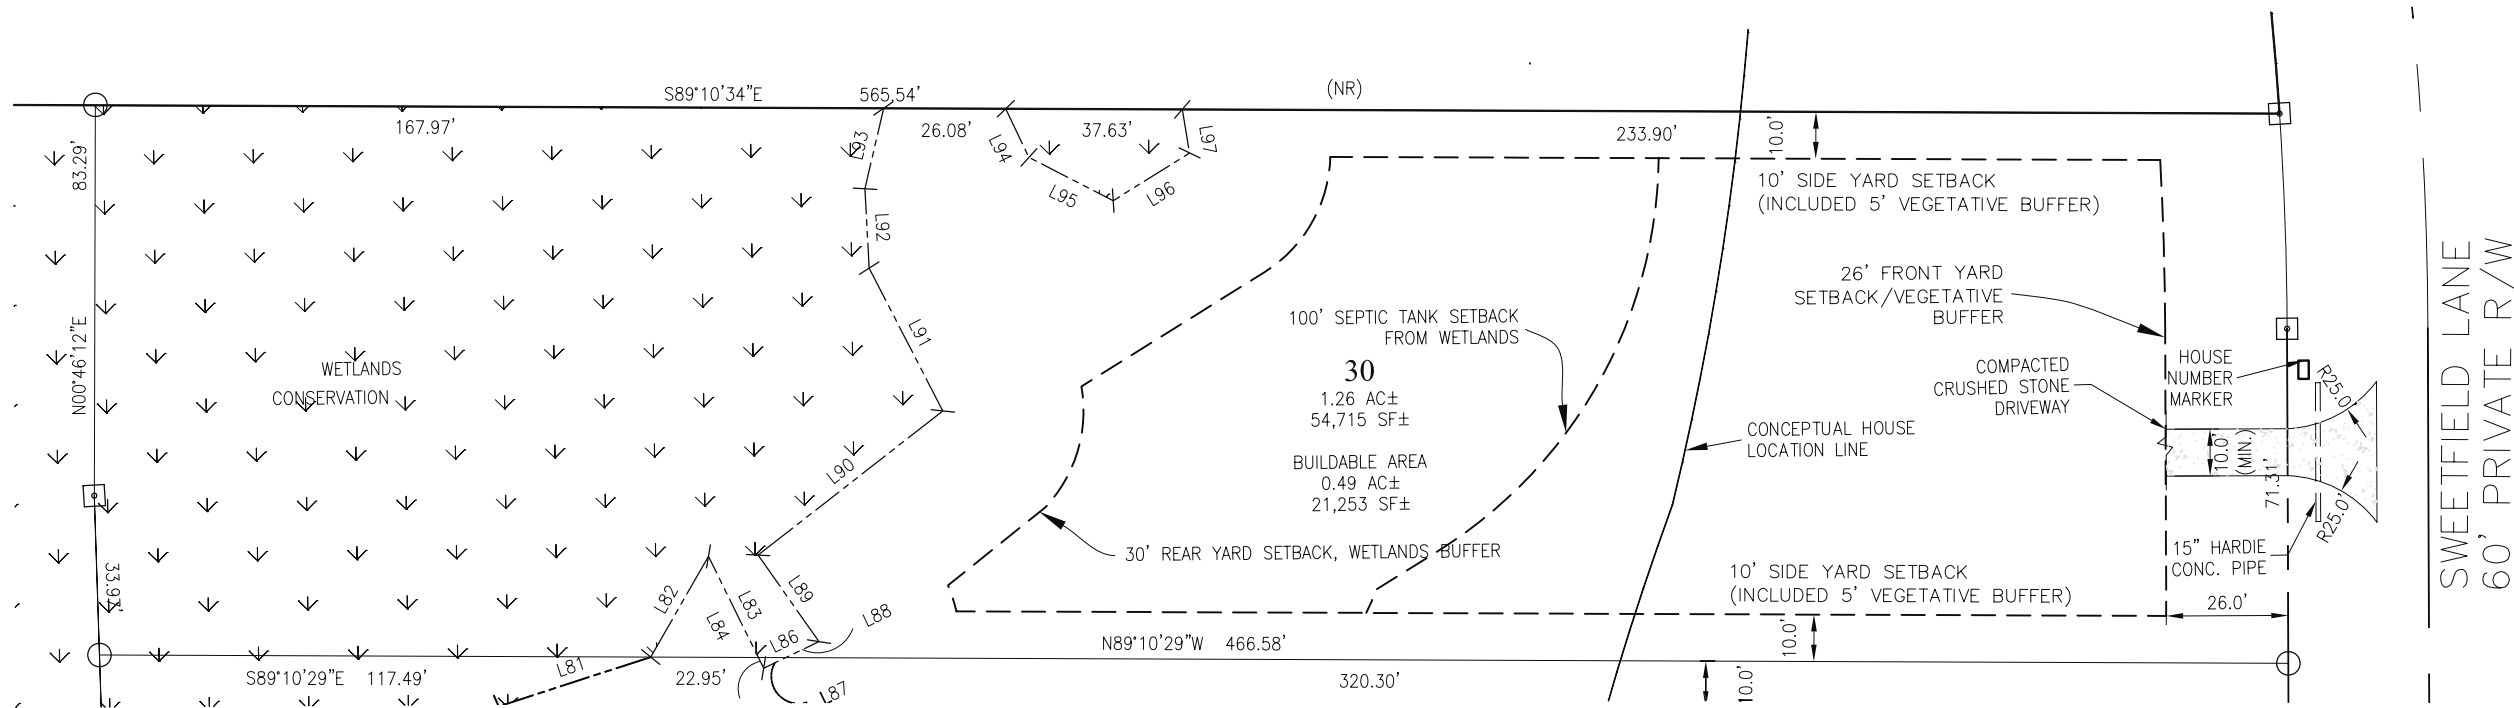 S89°10'34"E 565.54' (NR)
167.97' 26.08' 37.63' 233.90' 10.0'
83.29'
L93
L94
L97
L95
L96
10' SIDE YARD SETBACK
(INCLUDED 5' VEGETATIVE BUFFER)
L92
26' FRONT YARD
SETBACK/VEGETATIVE
BUFFER
SWEETFIELD LANE
60' PRIVATE R/W
L91
100' SEPTIC TANK SETBACK
FROM WETLANDS
N00°46'12"E
WETLANDS
CONSERVATION
30
1.26 AC±
54,715 SF±
BUILDABLE AREA
0.49 AC±
21,253 SF±
COMPACTED
CRUSHED STONE
DRIVEWAY
HOUSE
NUMBER
MARKER
R25.0'
CONCEPTUAL HOUSE
LOCATION LINE
10.0'
(MIN.)
71.31'
R25.0'
L90
30' REAR YARD SETBACK, WETLANDS BUFFER
15" HARDIE
CONC. PIPE
33.97'
L82
L83
L84
L89
L88
L86
10' SIDE YARD SETBACK
(INCLUDED 5' VEGETATIVE BUFFER)
26.0'
N89°10'29"W 466.58'
10.0'
S89°10'29"E 117.49'
L81
22.95'
L87
320.30'
10.0'